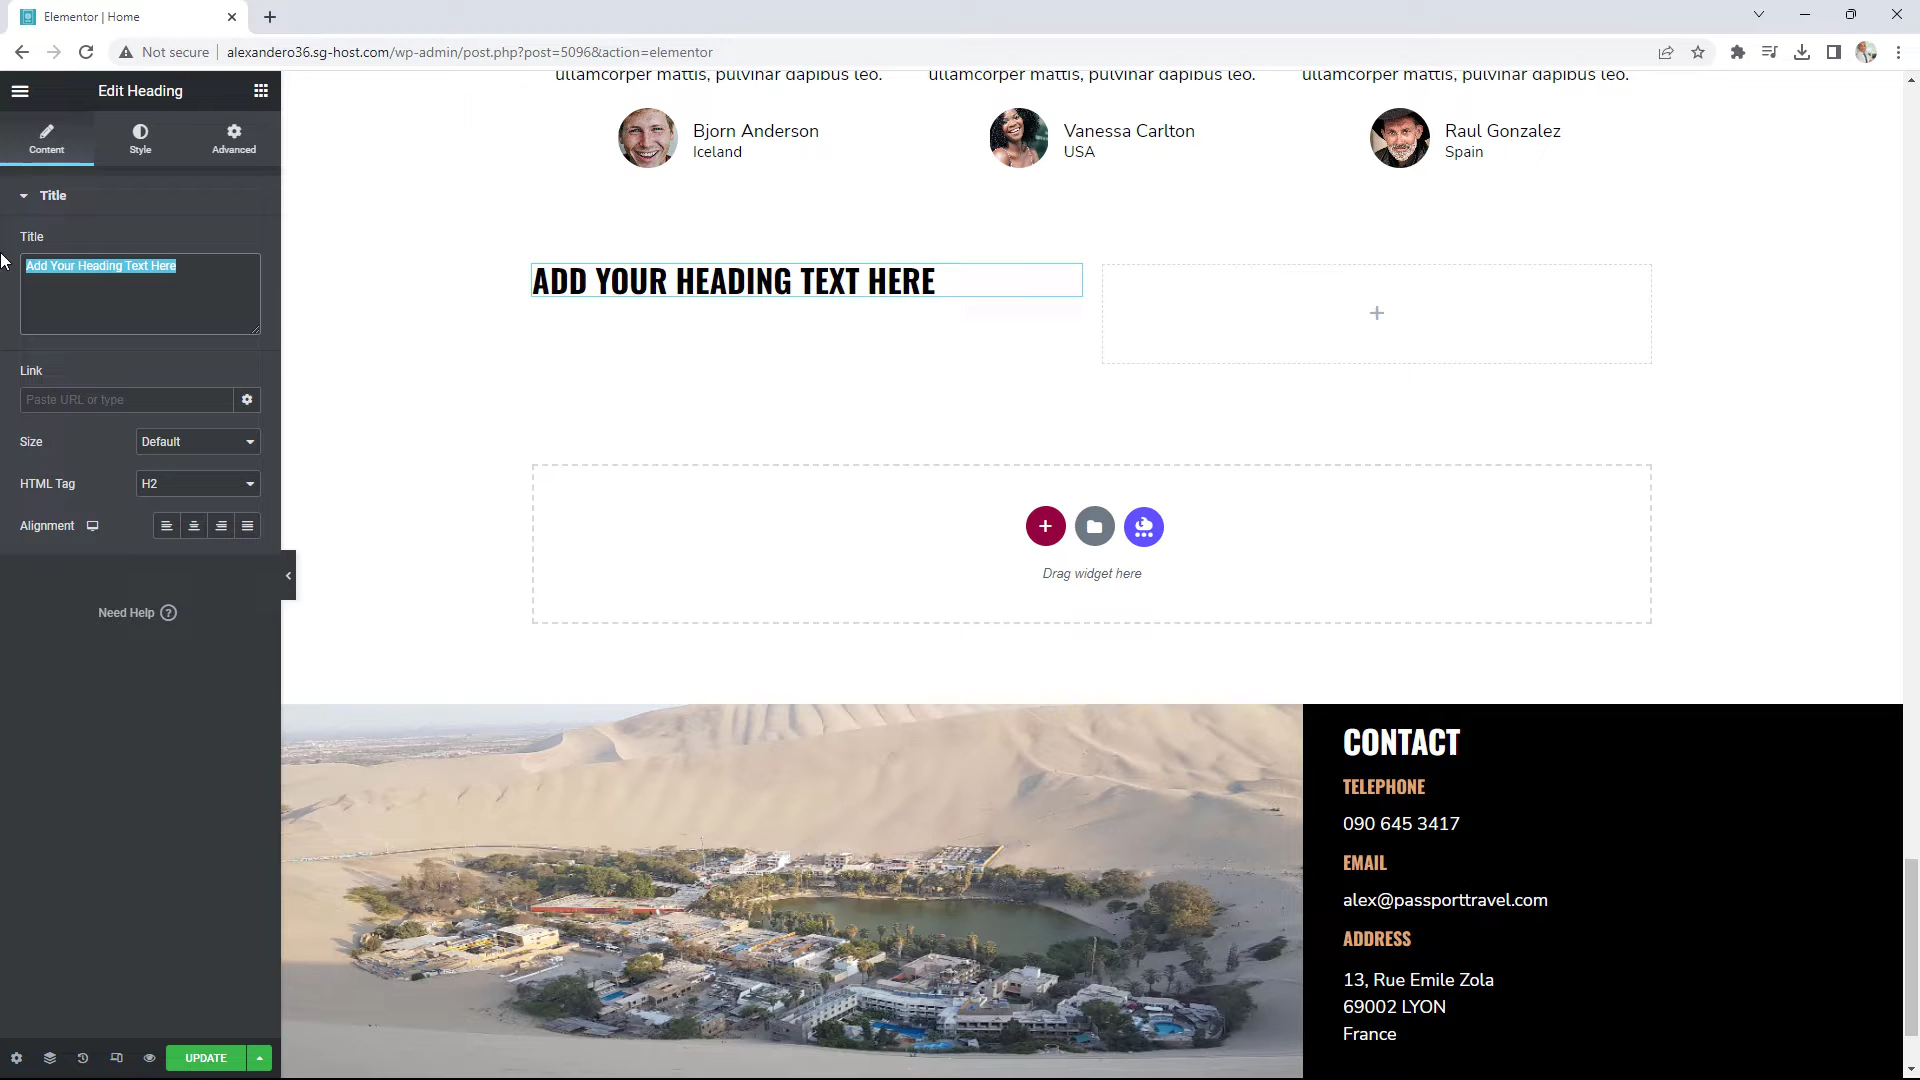 Elementor | Home
Not secure
alexandero36.sg-host.com/wp-admin/post.php?post=5096&action=elementor
Edit Heading
Content
Style
Advanced
Title
Title
Add Your Heading Text Here
Link
Paste URL or type
Size
Default
HTML Tag
H2
Alignment
Need Help
UPDATE
ullamcorper mattis, pulvinar dapibus leo.
ullamcorper mattis, pulvinar dapibus leo.
ullamcorper mattis, pulvinar dapibus leo.
Bjorn Anderson
Iceland
Vanessa Carlton
USA
Raul Gonzalez
Spain
ADD YOUR HEADING TEXT HERE
Drag widget here
CONTACT
TELEPHONE
090 645 3417
EMAIL
alex@passporttravel.com
ADDRESS
13, Rue Emile Zola
69002 LYON
France